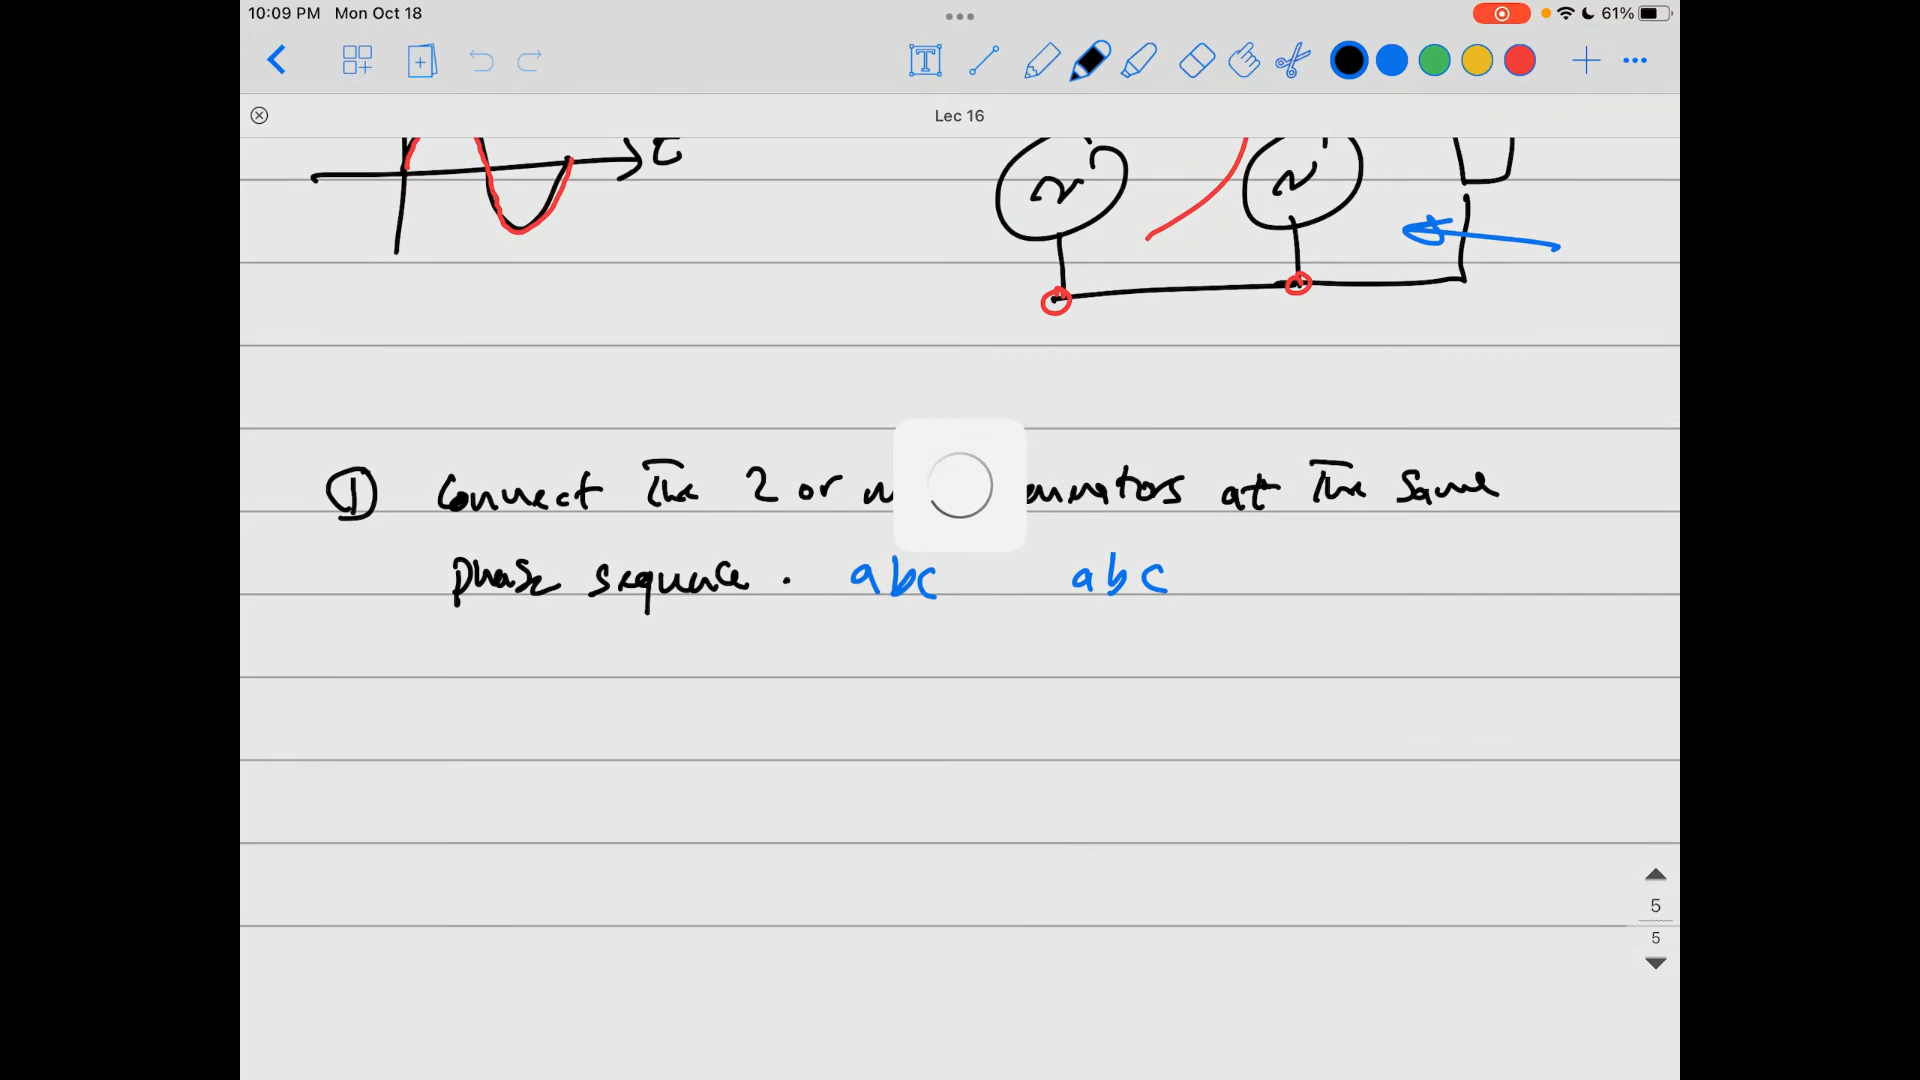 10:09 PM Mon Oct 18
61%
T
Lec 16
t
① Connect the 2 or at the same
phase sequence . abc abc
5
5